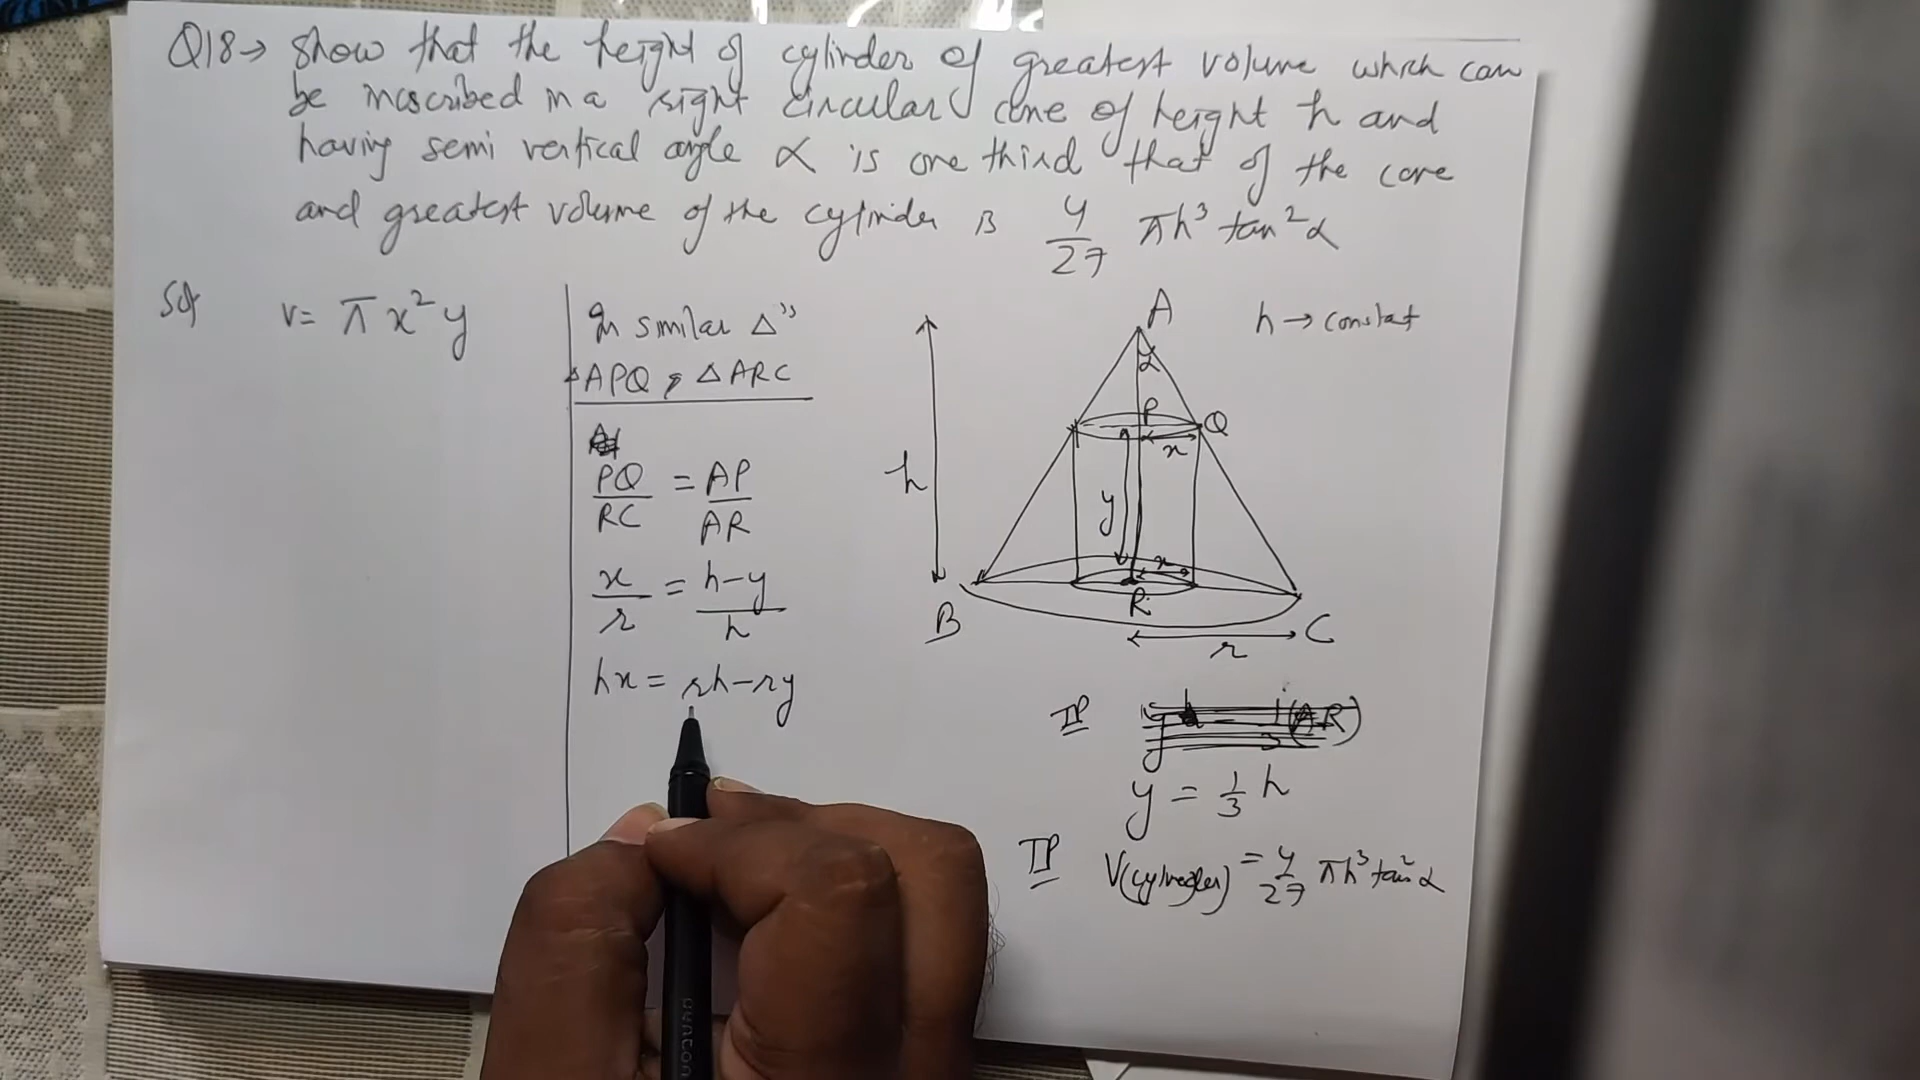 Q18→ Show that the height of cylinder of greatest volume which can
be inscribed in a right circular cone of height h and
having semi vertical angle α is one third that of the cone
and greatest volume of the cylinder is 4/27 πh³ tan²α
Sol
v = πx²y
In similar Δ's
ΔAPQ, ΔARC
PQ/RC = AP/AR
x/r = h-y/h
hx = rh-ry
h → constat
A
α
P
Q
x
h
y
x
R
B
C
r
TP
y = 1/3 h
TP
V(cylinder) = 4/27 πh³ tan²α